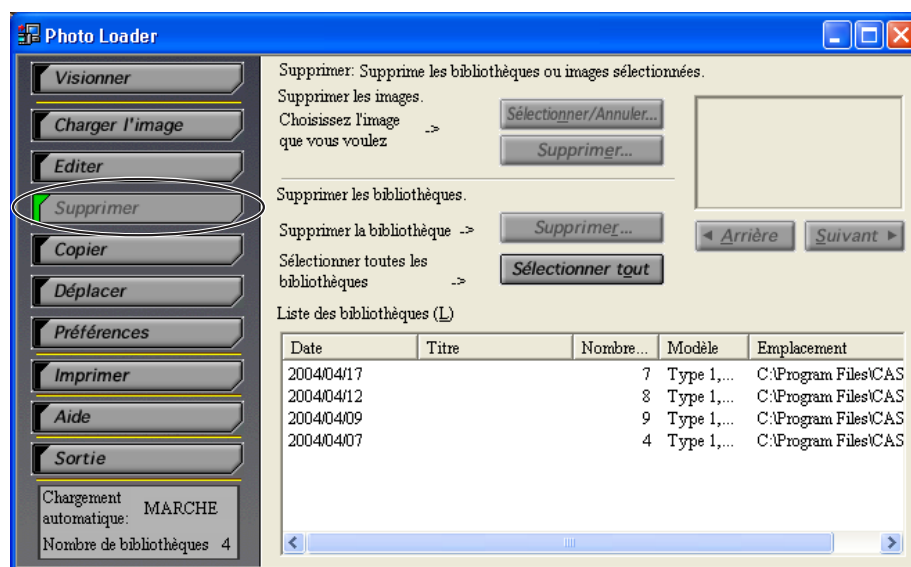 Photo Loader
Visionner
Charger l'image
Editer
Supprimer
Copier
Déplacer
Préférences
Imprimer
Aide
Sortie
Chargement
automatique: MARCHE
Nombre de bibliothèques 4
Supprimer: Supprime les bibliothèques ou images sélectionnées.
Supprimer les images.
Choisissez l'image
que vous voulez ->
Sélectionner/Annuler...
Supprimer...
Supprimer les bibliothèques.
Supprimer la bibliothèque -> Supprimer...
Sélectionner toutes les
bibliothèques -> Sélectionner tout
Arrière Suivant
Liste des bibliothèques (L)
Date Titre Nombre... Modèle Emplacement
2004/04/17 7 Type 1,... C:\Program Files\CAS
2004/04/12 8 Type 1,... C:\Program Files\CAS
2004/04/09 9 Type 1,... C:\Program Files\CAS
2004/04/07 4 Type 1,... C:\Program Files\CAS